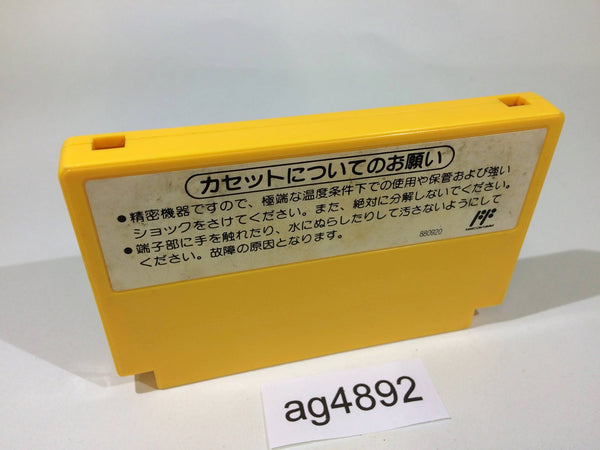 カセットについてのお願い
●精密機器ですので、極端な温度条件下での使用や保管および強い
ショックをさけてください。また、絶対に分解しないでください。
●端子部に手を触れたり、水にぬらしたりして汚さないようにして
ください。故障の原因となります。
880920
ag4892